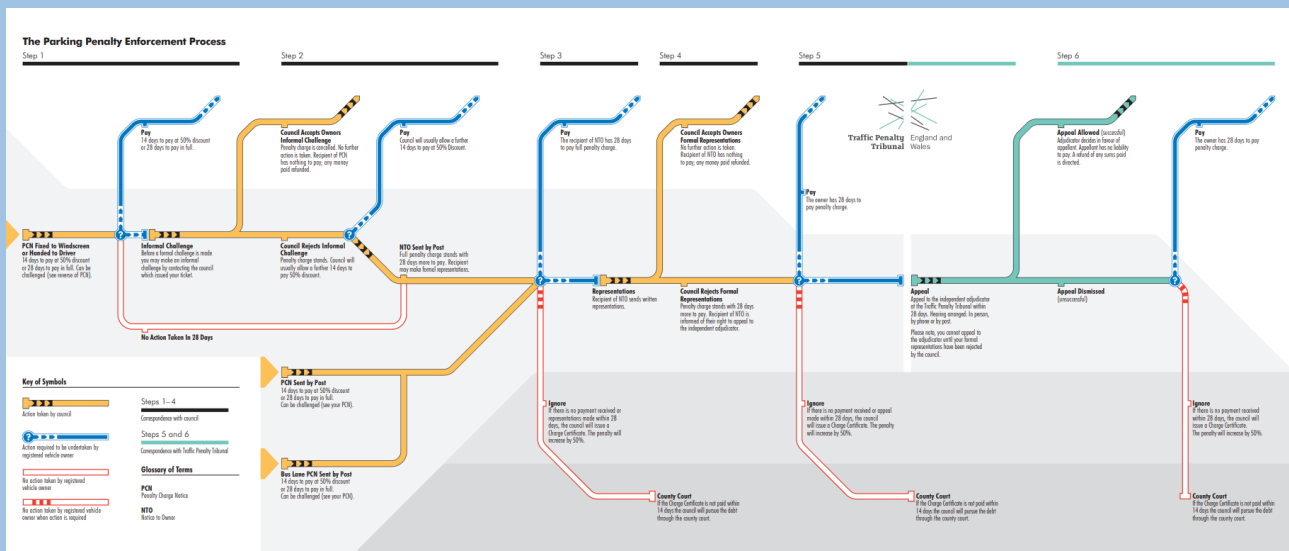 The Parking Penalty Enforcement Process
Step 1
Step 2
Step 3
Step 4
Step 5
Step 6
Pay
14 days to pay at 50% discount
or 28 days to pay in full.
Council Accepts Owners
Informal Challenge
Penalty charge is cancelled. No further
action is taken. Recipient of PCN
has nothing to pay; any money
paid refunded.
Pay
Council will usually allow a further
14 days to pay at 50% Discount.
Pay
The recipient of NTO has 28 days
to pay full penalty charge.
Council Accepts Owners
Formal Representations
No further action is taken.
Recipient of NTO has nothing
to pay; any money paid refunded.
Traffic Penalty
Tribunal
England and
Wales
Appeal Allowed (successful)
Adjudicator decides in favour of
appellant. Appellant has no liability
to pay. A refund of any sums paid
is directed.
Pay
The owner has 28 days to pay
penalty charge.
Pay
The owner has 28 days to
pay penalty charge.
PCN Fixed to Windscreen
or Handed to Driver
14 days to pay at 50% discount
or 28 days to pay in full. Can be
challenged (see reverse of PCN).
Informal Challenge
Before a formal challenge is made
you may make an informal
challenge by contacting the council
which issued your ticket.
Council Rejects Informal
Challenge
Penalty charge stands. Council will
usually allow a further 14 days to
pay 50% discount.
NTO Sent by Post
Full penalty charge stands with
28 days more to pay. Recipient
may make formal representations.
Representations
Recipient of NTO sends written
representations.
Council Rejects Formal
Representations
Penalty charge stands with 28 days
more to pay. Recipient of NTO is
informed of their right to appeal to
the independent adjudicator.
Appeal
Appeal to the independent adjudicator
at the Traffic Penalty Tribunal within
28 days. Hearing arranged: In person,
by phone or by post.
Please note, you cannot appeal to
the adjudicator until your formal
representations have been rejected
by the council.
Appeal Dismissed
(unsuccessful)
No Action Taken In 28 Days
PCN Sent by Post
14 days to pay at 50% discount
or 28 days to pay in full.
Can be challenged (see your PCN).
Bus Lane PCN Sent by Post
14 days to pay at 50% discount
or 28 days to pay in full.
Can be challenged (see your PCN).
Ignore
If there is no payment received or
representations made within 28
days, the council will issue a
Charge Certificate. The penalty will
increase by 50%.
Ignore
If there is no payment received or appeal
made within 28 days, the council
will issue a Charge Certificate. The penalty
will increase by 50%.
Ignore
If there is no payment received
within 28 days, the council will
issue a Charge Certificate.
The penalty will increase by 50%.
County Court
If the Charge Certificate is not paid within
14 days the council will pursue the debt
through the county court.
County Court
If the Charge Certificate is not paid within
14 days the council will pursue the debt
through the county court.
County Court
If the Charge Certificate is not paid within
14 days the council will pursue the debt
through the county court.
Key of Symbols
Action taken by council
Action required to be undertaken by
registered vehicle owner
No action taken by registered
vehicle owner
No action taken by registered vehicle
owner when action is required
Steps 1–4
Correspondence with council
Steps 5 and 6
Correspondence with Traffic Penalty Tribunal
Glossary of Terms
PCN
Penalty Charge Notice
NTO
Notice to Owner